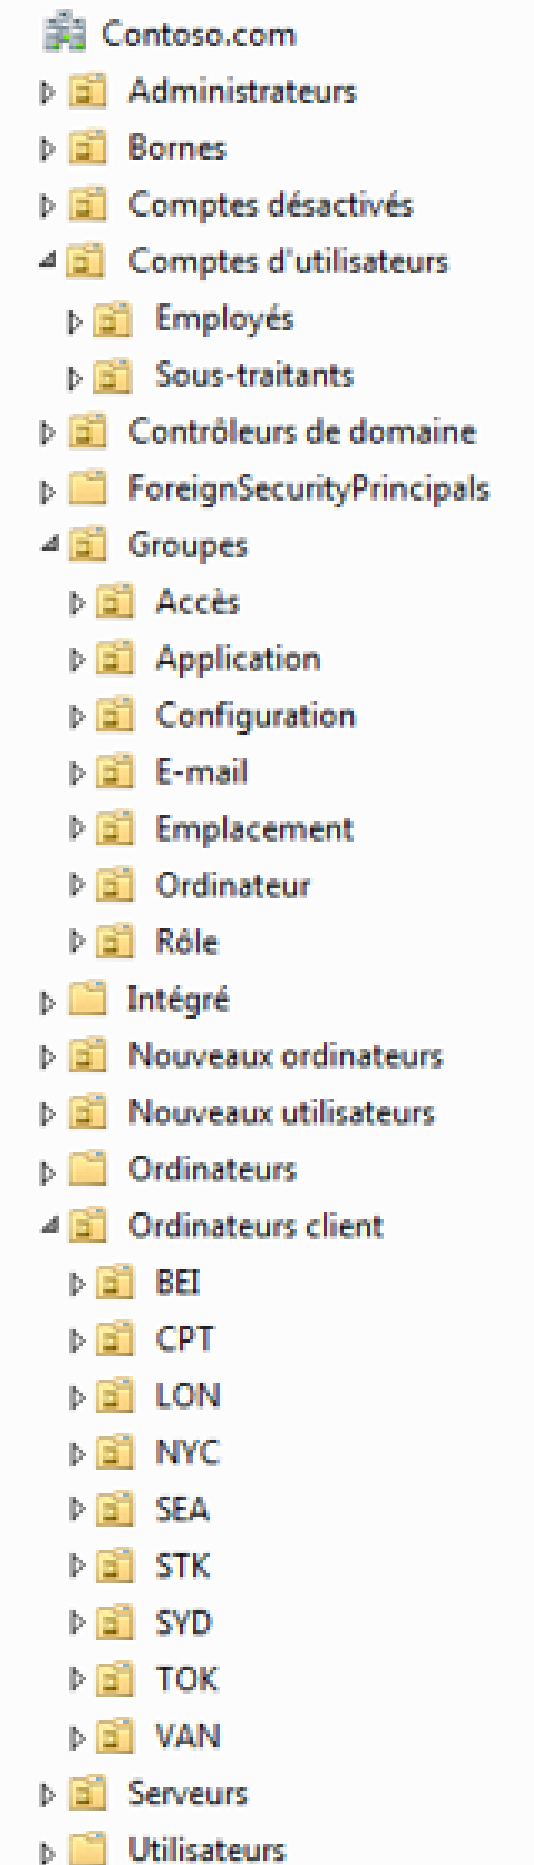 Contoso.com
Administrateurs
Bornes
Comptes désactivés
Comptes d'utilisateurs
Employés
Sous-traitants
Contrôleurs de domaine
ForeignSecurityPrincipals
Groupes
Accès
Application
Configuration
E-mail
Emplacement
Ordinateur
Rôle
Intégré
Nouveaux ordinateurs
Nouveaux utilisateurs
Ordinateurs
Ordinateurs client
BEI
CPT
LON
NYC
SEA
STK
SYD
TOK
VAN
Serveurs
Utilisateurs